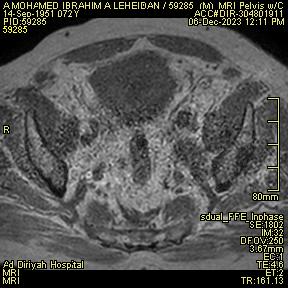 A MOHAMED IBRAHIM A LEHEIDAN / 59285 (M) MRI Pelvis w/C
14-Sep-1951 072Y
ACC#DIR-304801911
PID:59285
06-Dec-2023 12:11 PM
59285
R
80mm
sdual_FFE_Inphase
SE:1802
IM:32
DFOV:250
3.67mm
EC:1
Ad Diriyah Hospital
TE:4.6
MRI
ET:2
MRI
TR:161.13